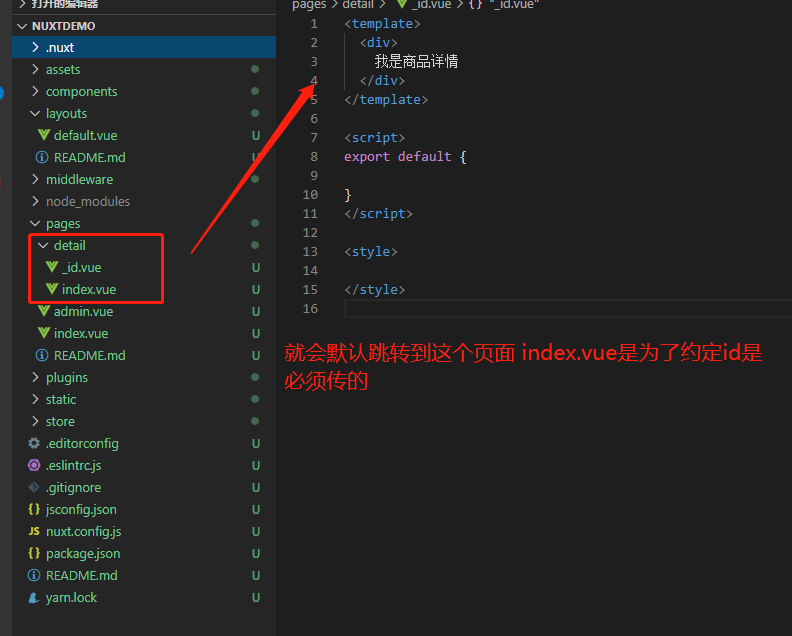 打开的编辑器
NUXTDEMO
.nuxt
assets
components
layouts
default.vue U
README.md U
middleware
node_modules
pages
detail
_id.vue U
index.vue U
admin.vue U
index.vue U
README.md U
plugins
static
store
.editorconfig U
.eslintrc.js U
.gitignore U
{} jsconfig.json U
JS nuxt.config.js U
{} package.json U
README.md U
yarn.lock U
pages > detail > _id.vue > {} "_id.vue"
1 <template>
2 <div>
3 我是商品详情
4 </div>
5 </template>
6
7 <script>
8 export default {
9
10 }
11 </script>
12
13 <style>
14
15 </style>
16
就会默认跳转到这个页面 index.vue是为了约定id是
必须传的